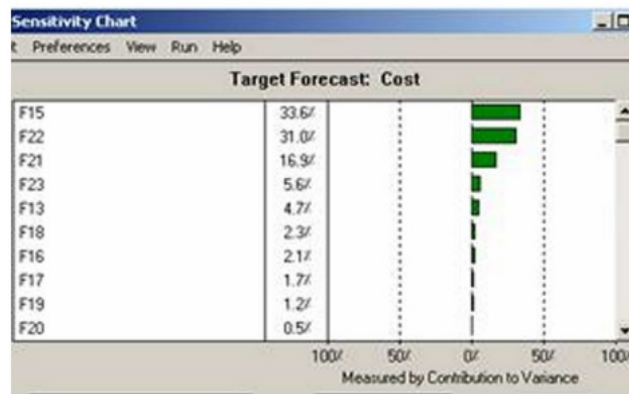 Sensitivity Chart
t Preferences View Run Help
Target Forecast: Cost
F15 33.6%
F22 31.0%
F21 16.9%
F23 5.6%
F13 4.7%
F18 2.3%
F16 2.1%
F17 1.7%
F19 1.2%
F20 0.5%
100% 50% 0% 50% 100%
Measured by Contribution to Variance